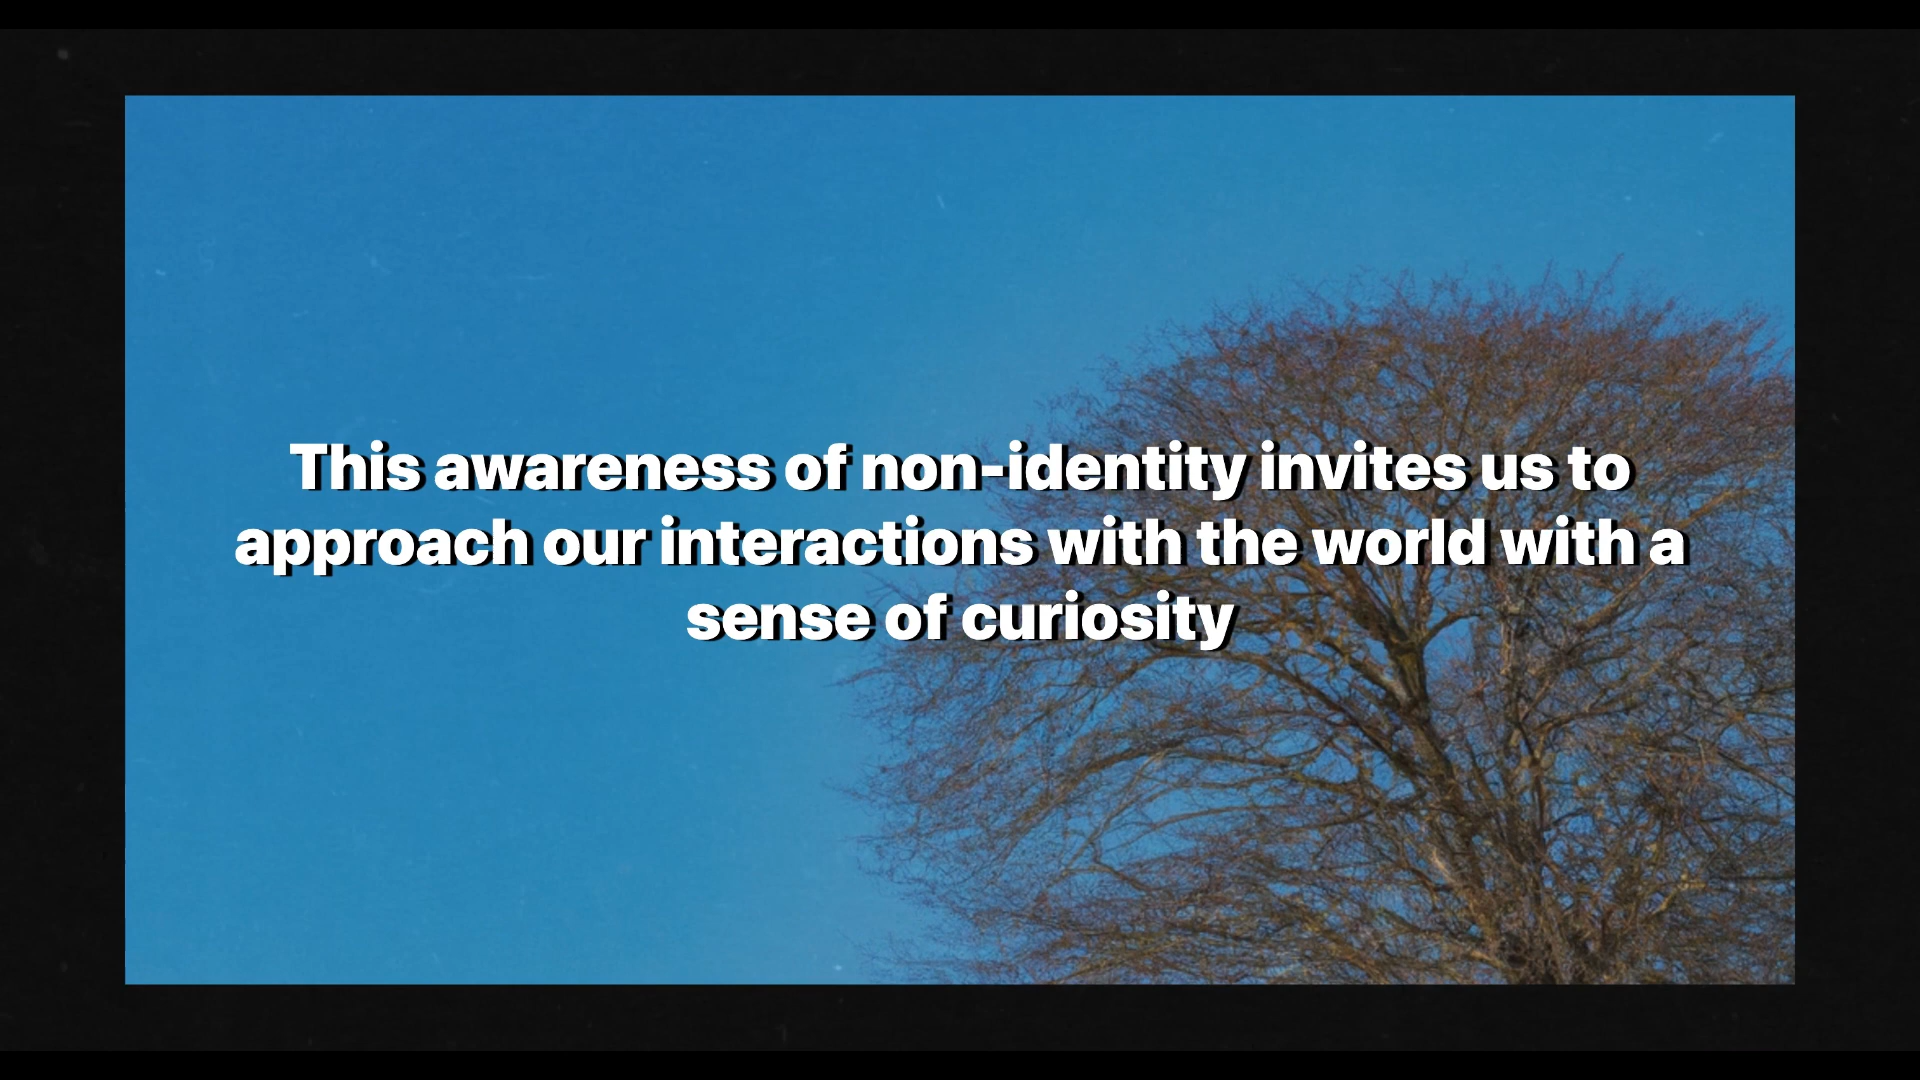 This awareness of non-identity invites us to
approach our interactions with the world with a
sense of curiosity